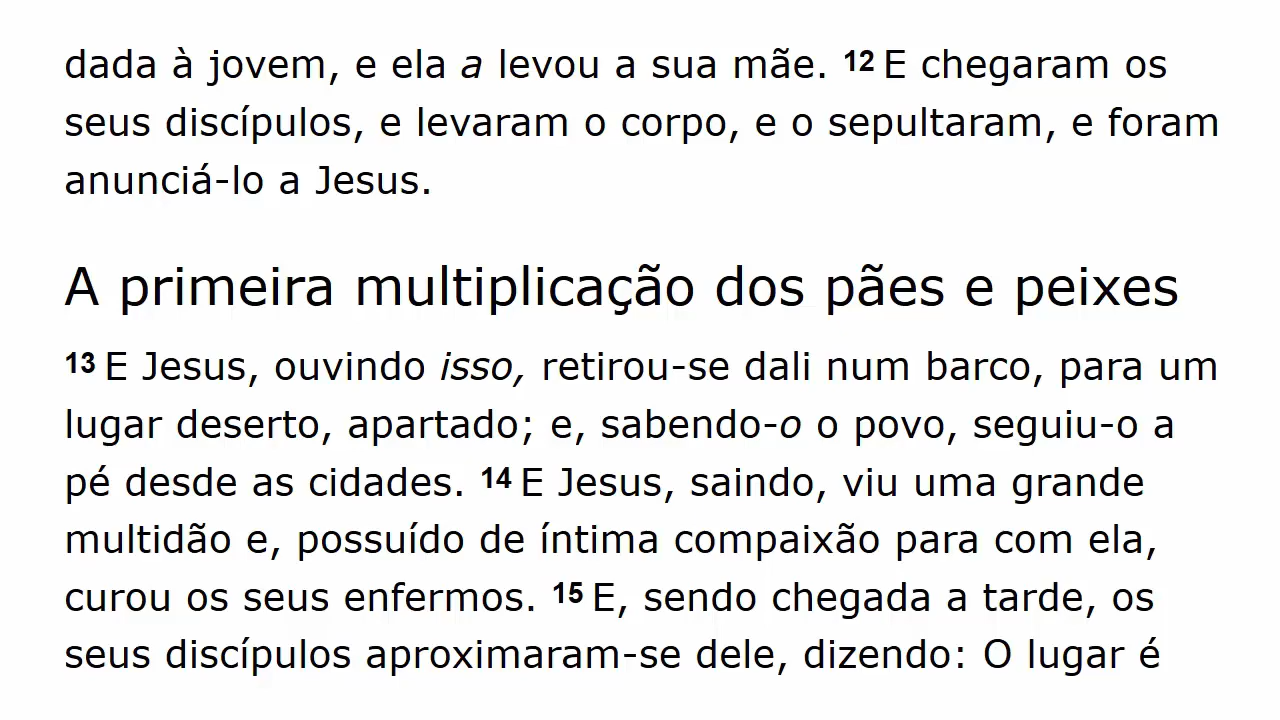 dada à jovem, e ela a levou a sua mãe. 12 E chegaram os
seus discípulos, e levaram o corpo, e o sepultaram, e foram
anunciá-lo a Jesus.
A primeira multiplicação dos pães e peixes
13 E Jesus, ouvindo isso, retirou-se dali num barco, para um
lugar deserto, apartado; e, sabendo-o o povo, seguiu-o a
pé desde as cidades. 14 E Jesus, saindo, viu uma grande
multidão e, possuído de íntima compaixão para com ela,
curou os seus enfermos. 15 E, sendo chegada a tarde, os
seus discípulos aproximaram-se dele, dizendo: O lugar é